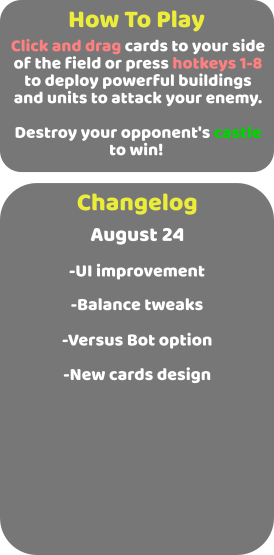 How To Play
Click and drag cards to your side
of the field or press hotkeys 1-8
to deploy powerful buildings
and units to attack your enemy.
Destroy your opponent's castle
to win!
Changelog
August 24
-UI improvement
-Balance tweaks
-Versus Bot option
-New cards design